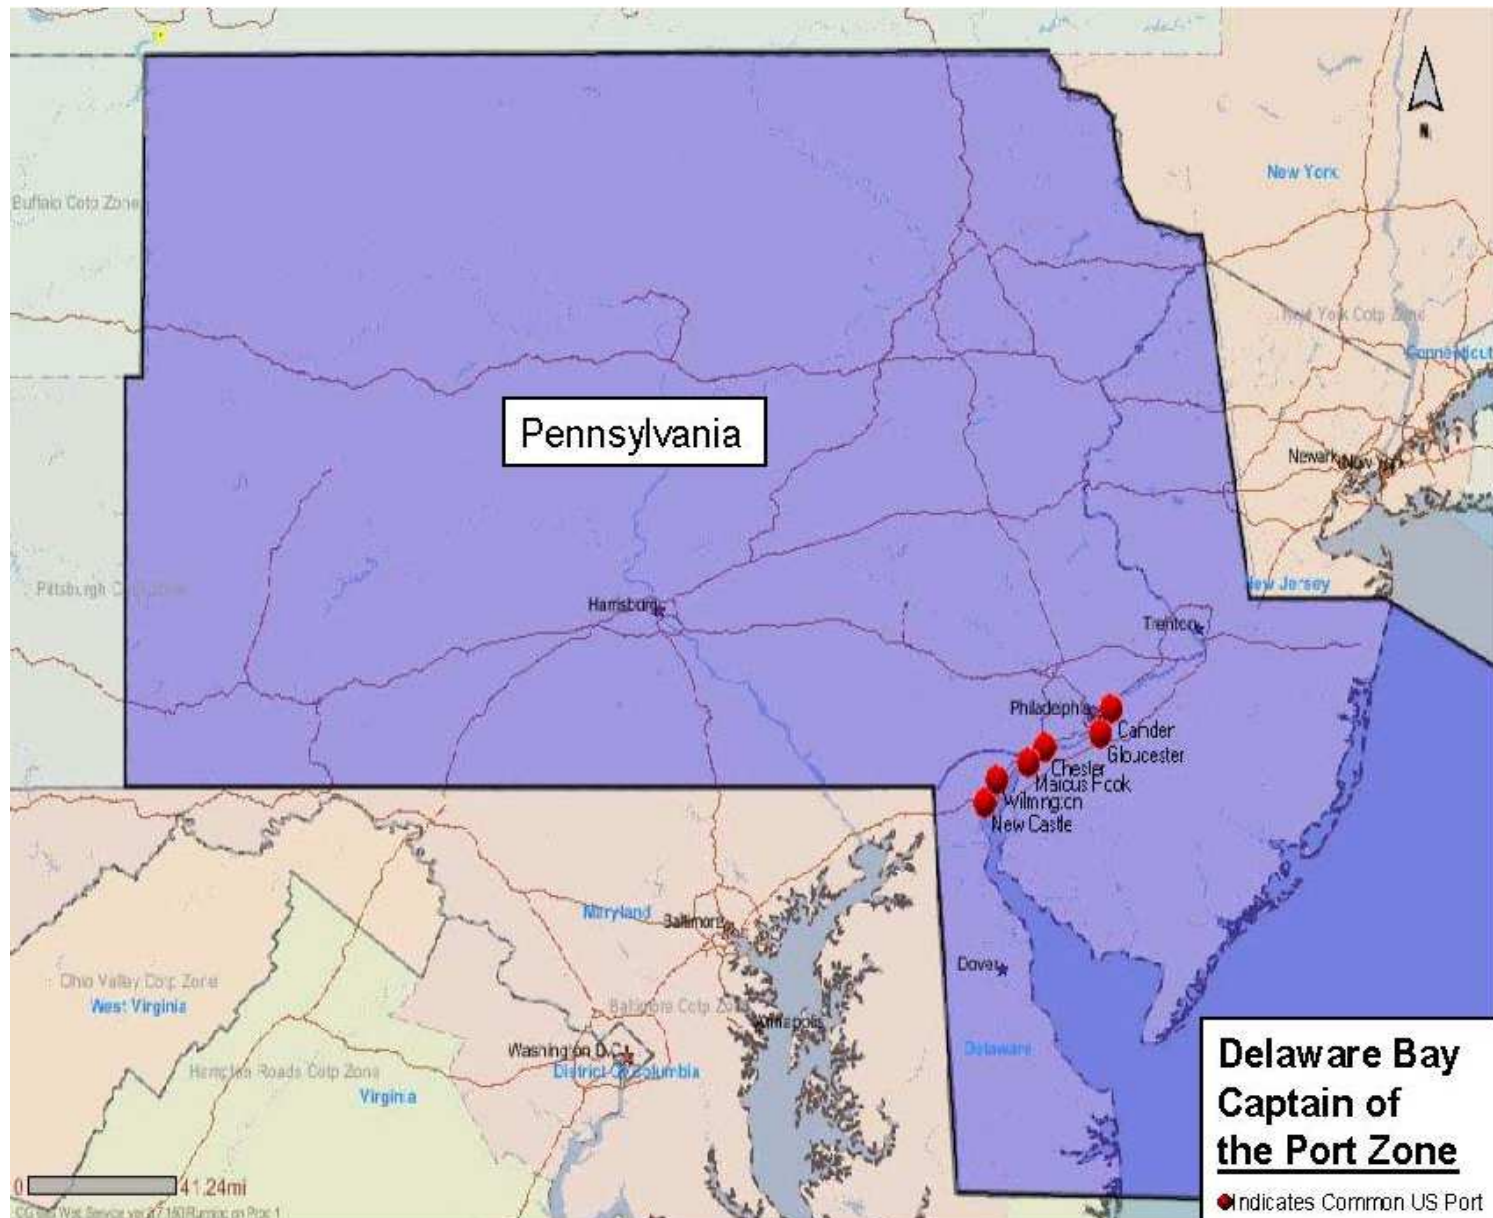 Buffalo Cotp Zone
New York
New York Cotp Zone
Connecticut
Pennsylvania
Newark
New York
Pittsburgh
New Jersey
Harrisburg
Trenton
Philadelphia
Camden
Gloucester
Chester
Marcus Hook
Wilmington
New Castle
Maryland
Baltimore
Dover
Ohio Valley Cotp Zone
West Virginia
Baltimore Cotp Zone
Annapolis
Washington D.C.
Delaware
Hampton Roads Cotp Zone
District Of Columbia
Virginia
N
Delaware Bay
Captain of
the Port Zone
Indicates Common US Port
0 41.24mi